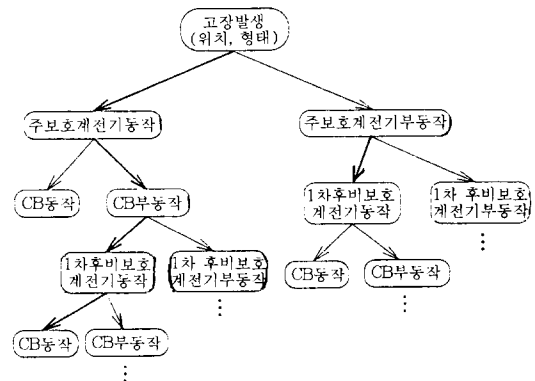 고장발생
(위치, 형태)
주보호계전기동작
주보호계전기부동작
CB동작
CB부동작
1차후비보호
계전기동작
1차 후비보호
계전기부동작
1차후비보호
계전기동작
1차 후비보호
계전기부동작
CB동작
CB부동작
CB동작
CB부동작